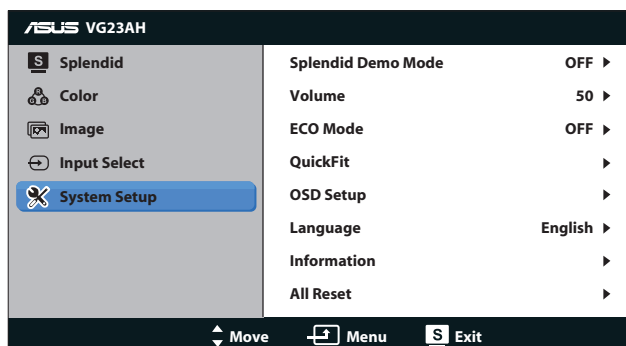 ASUS VG23AH
S Splendid
Color
Image
Input Select
System Setup
Splendid Demo Mode OFF
Volume 50
ECO Mode OFF
QuickFit
OSD Setup
Language English
Information
All Reset
Move Menu S Exit